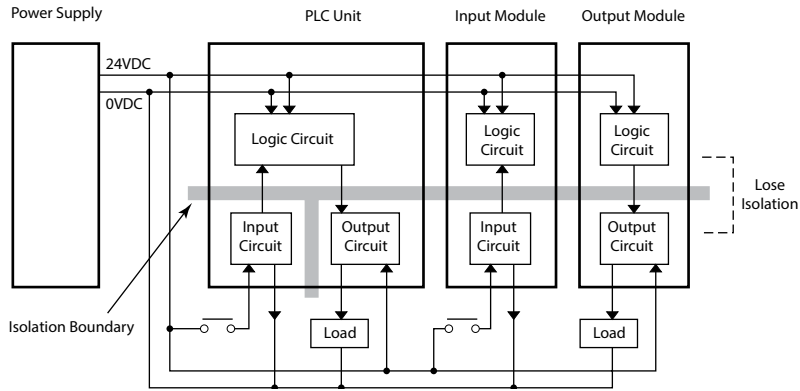 Power Supply
PLC Unit
Input Module
Output Module
24VDC
0VDC
Logic Circuit
Logic
Circuit
Logic
Circuit
Lose
Isolation
Input
Circuit
Output
Circuit
Input
Circuit
Output
Circuit
Isolation Boundary
Load
Load